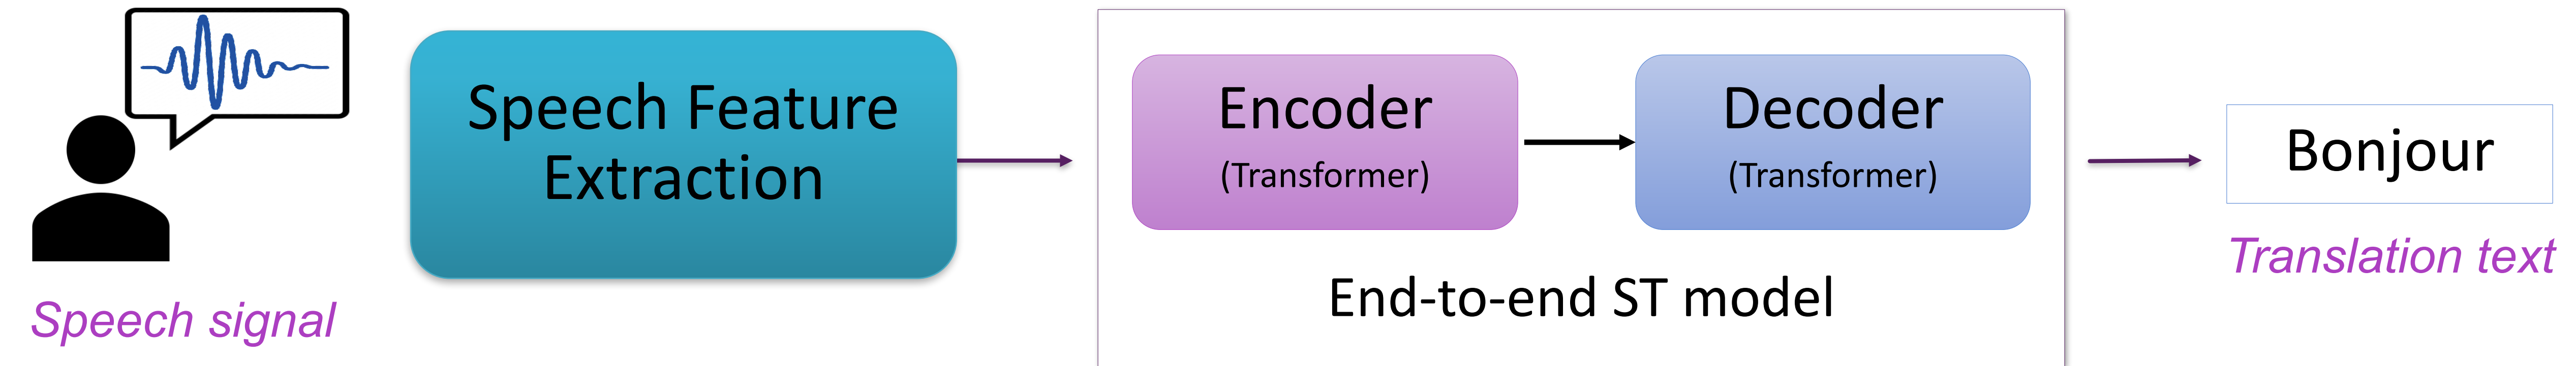 Speech signal
Speech Feature
Extraction
Encoder
(Transformer)
Decoder
(Transformer)
End-to-end ST model
Bonjour
Translation text